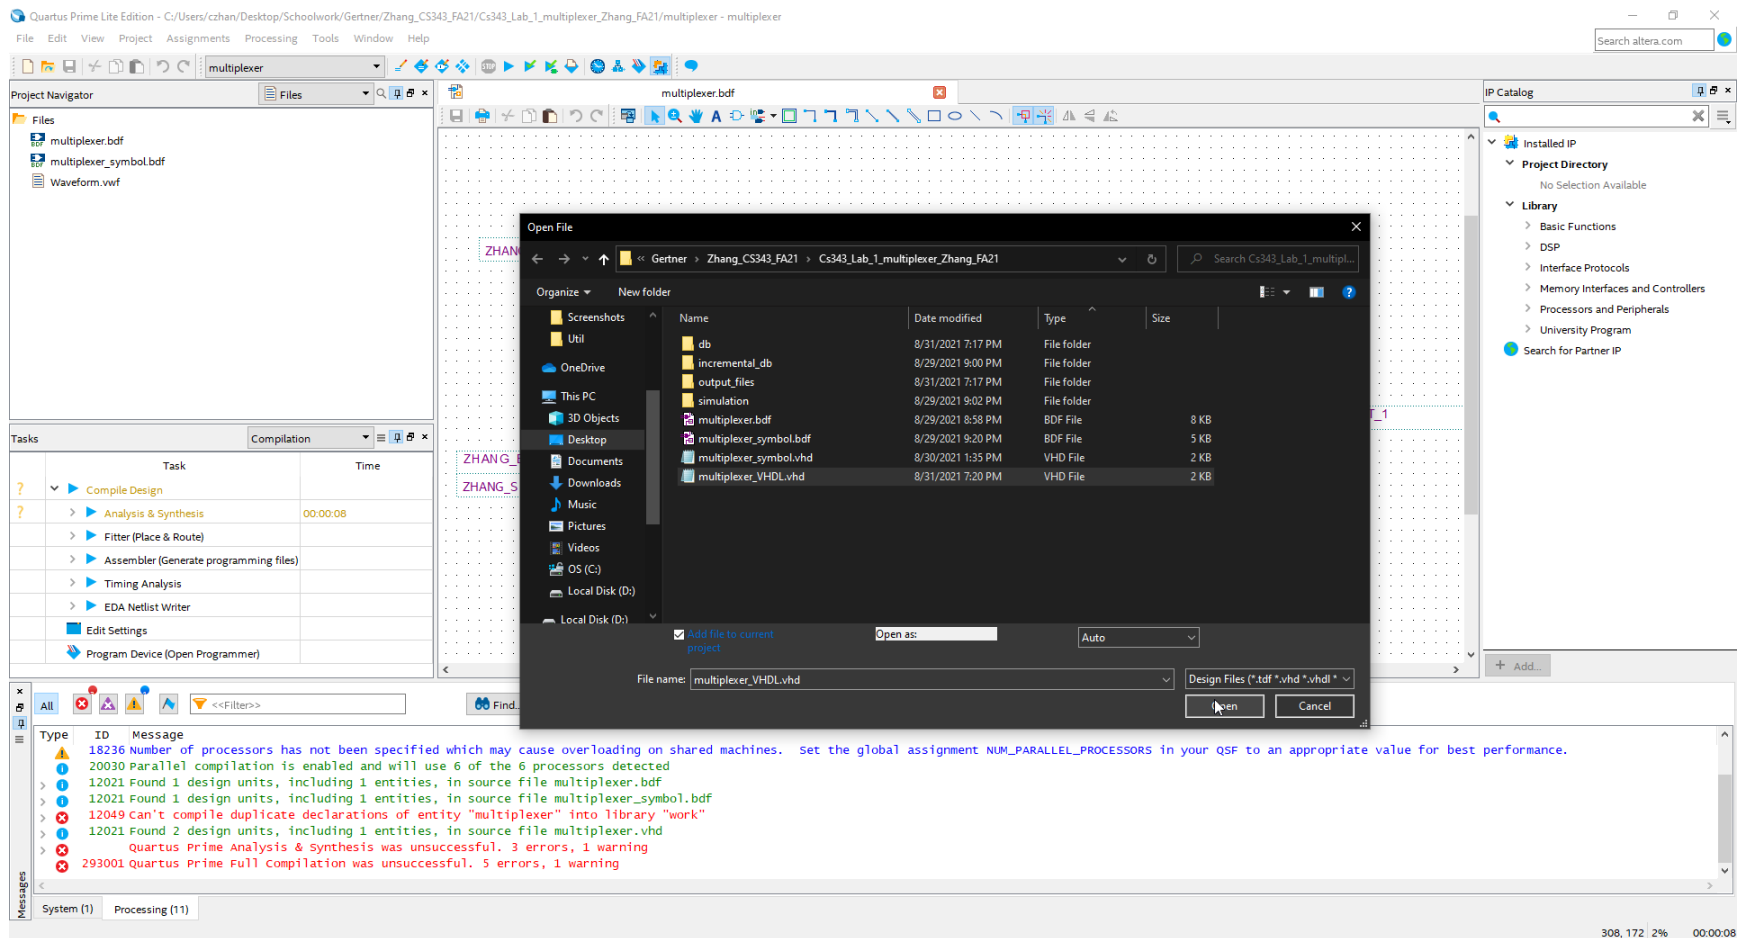 Quartus Prime Lite Edition - C:/Users/czhan/Desktop/Schoolwork/Gertner/Zhang_CS343_FA21/Cs343_Lab_1_multiplexer_Zhang_FA21/multiplexer - multiplexer
File Edit View Project Assignments Processing Tools Window Help
Search altera.com
multiplexer
STOP
Project Navigator Files
multiplexer.bdf
IP Catalog
Files
multiplexer.bdf
multiplexer_symbol.bdf
Waveform.vwf
Installed IP
Project Directory
No Selection Available
Library
Basic Functions
DSP
Interface Protocols
Memory Interfaces and Controllers
Processors and Peripherals
University Program
Search for Partner IP
+ Add...
ZHAN
ZHANG_
ZHANG_S
T_1
Open File
« Gertner › Zhang_CS343_FA21 › Cs343_Lab_1_multiplexer_Zhang_FA21
Search Cs343_Lab_1_multipl...
Organize New folder
Screenshots
Util
OneDrive
This PC
3D Objects
Desktop
Documents
Downloads
Music
Pictures
Videos
OS (C:)
Local Disk (D:)
Local Disk (D:)
Name Date modified Type Size
db 8/31/2021 7:17 PM File folder
incremental_db 8/29/2021 9:00 PM File folder
output_files 8/31/2021 7:17 PM File folder
simulation 8/29/2021 9:02 PM File folder
multiplexer.bdf 8/29/2021 8:58 PM BDF File 8 KB
multiplexer_symbol.bdf 8/29/2021 9:20 PM BDF File 5 KB
multiplexer_symbol.vhd 8/30/2021 1:35 PM VHD File 2 KB
multiplexer_VHDL.vhd 8/31/2021 7:20 PM VHD File 2 KB
Add file to current
project
Open as:
Auto
File name: multiplexer_VHDL.vhd
Design Files (*.tdf *.vhd *.vhdl *
Open Cancel
Tasks Compilation
Task Time
Compile Design
Analysis & Synthesis 00:00:08
Fitter (Place & Route)
Assembler (Generate programming files)
Timing Analysis
EDA Netlist Writer
Edit Settings
Program Device (Open Programmer)
All <<Filter>> Find..
Type ID Message
18236 Number of processors has not been specified which may cause overloading on shared machines. Set the global assignment NUM_PARALLEL_PROCESSORS in your QSF to an appropriate value for best performance.
20030 Parallel compilation is enabled and will use 6 of the 6 processors detected
12021 Found 1 design units, including 1 entities, in source file multiplexer.bdf
12021 Found 1 design units, including 1 entities, in source file multiplexer_symbol.bdf
12049 Can't compile duplicate declarations of entity "multiplexer" into library "work"
12021 Found 2 design units, including 1 entities, in source file multiplexer.vhd
Quartus Prime Analysis & Synthesis was unsuccessful. 3 errors, 1 warning
293001 Quartus Prime Full Compilation was unsuccessful. 5 errors, 1 warning
Messages
System (1) Processing (11)
308, 172 2% 00:00:08